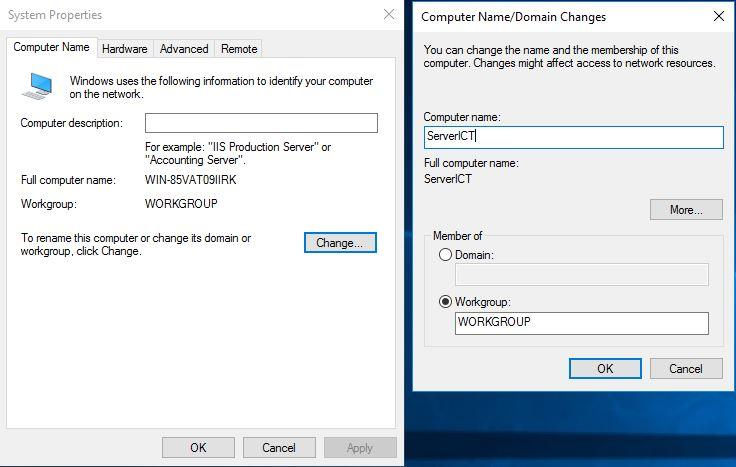 System Properties
Computer Name
Hardware
Advanced
Remote
Windows uses the following information to identify your computer
on the network.
Computer description:
For example: "IIS Production Server" or
"Accounting Server".
Full computer name: WIN-85VAT09IIRK
Workgroup: WORKGROUP
To rename this computer or change its domain or
workgroup, click Change.
Change...
OK
Cancel
Apply
Computer Name/Domain Changes
You can change the name and the membership of this
computer. Changes might affect access to network resources.
Computer name:
ServerICT
Full computer name:
ServerICT
More...
Member of
Domain:
Workgroup:
WORKGROUP
OK
Cancel